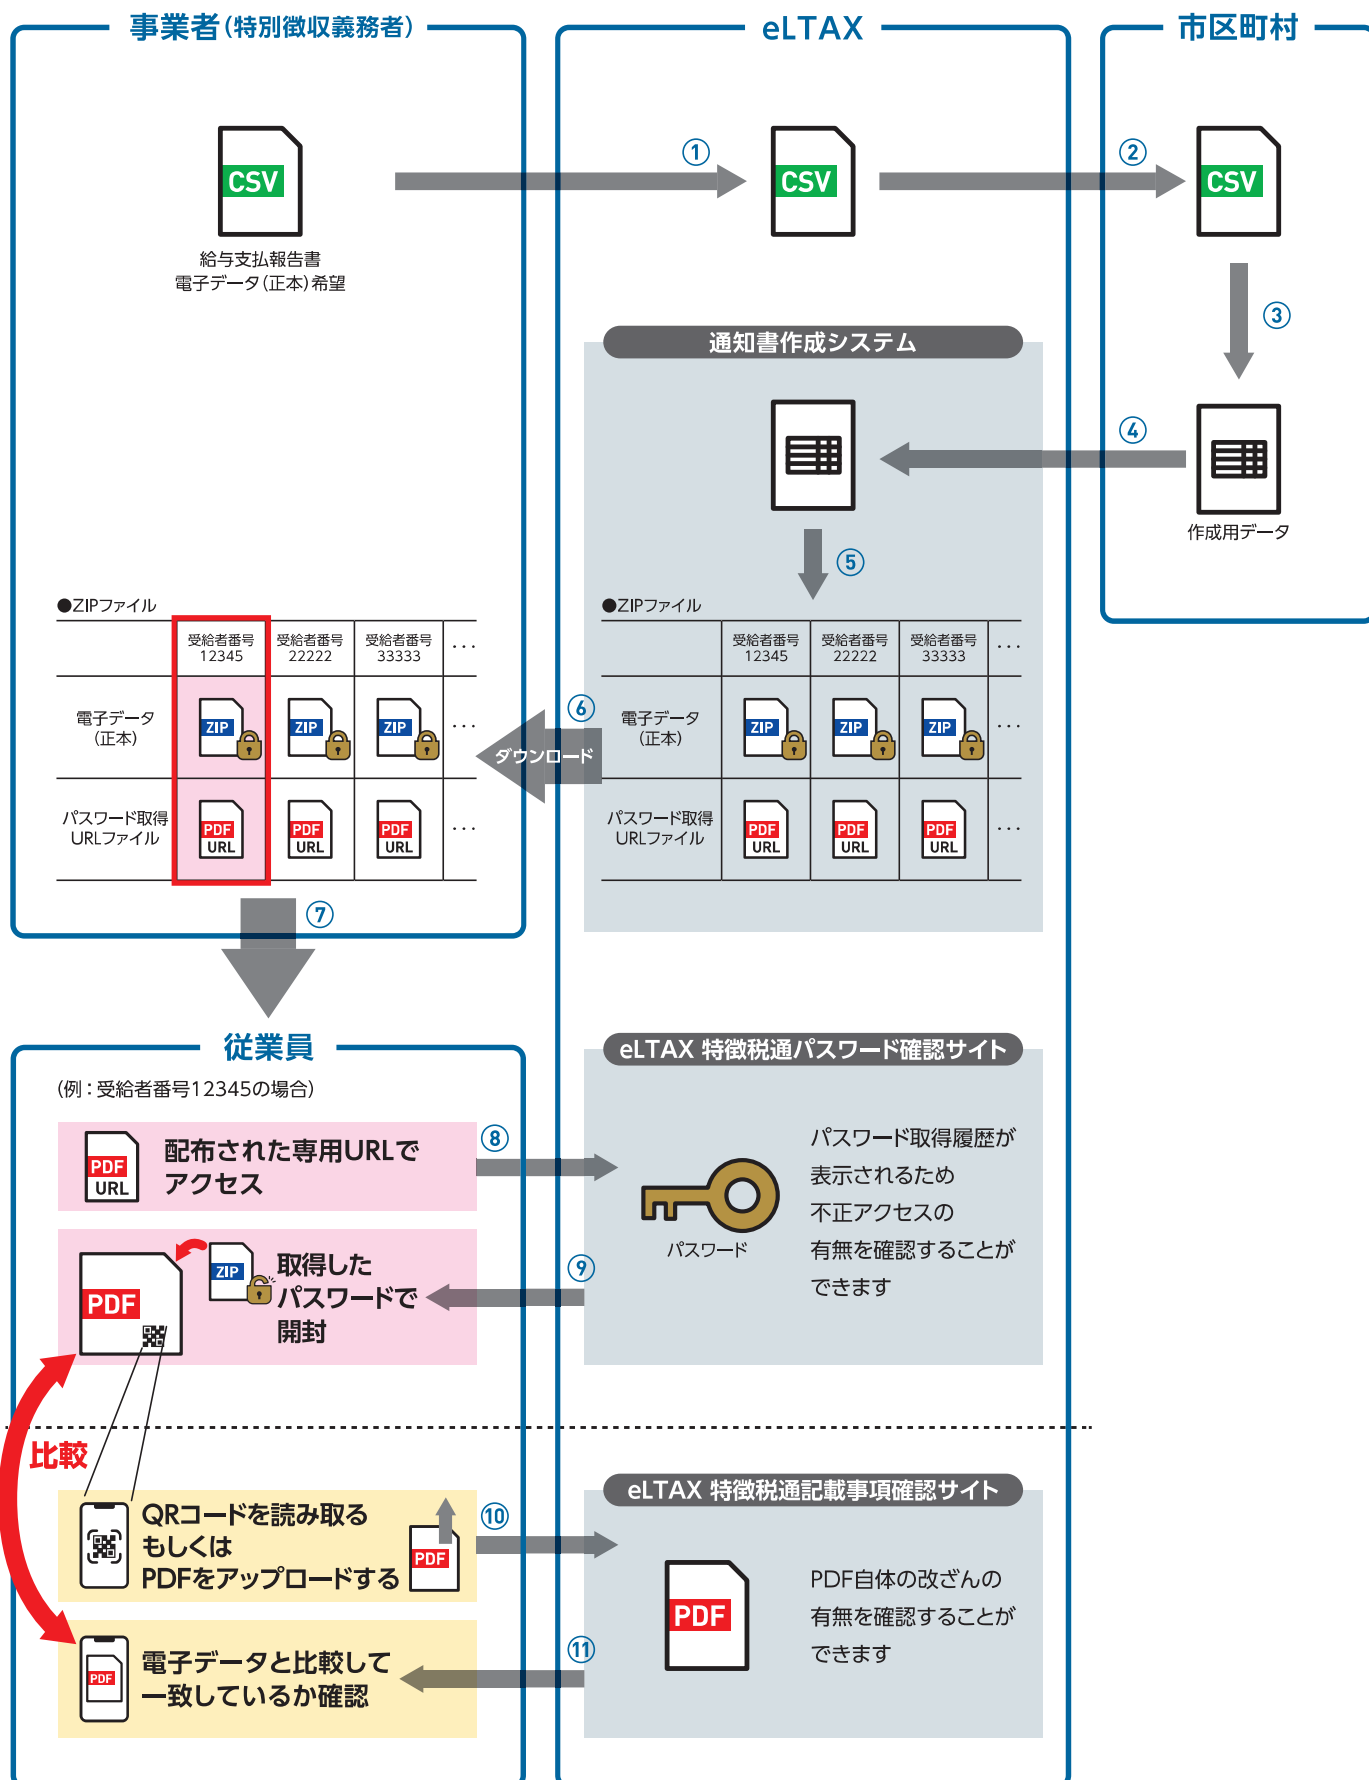 事業者(特別徴収義務者)
eLTAX
市区町村
①
②
CSV
CSV
CSV
給与支払報告書
電子データ(正本)希望
③
通知書作成システム
④
作成用データ
⑤
●ZIPファイル
受給者番号
12345
受給者番号
22222
受給者番号
33333
...
電子データ
(正本)
ZIP
ZIP
ZIP
...
パスワード取得
URLファイル
PDF
URL
PDF
URL
PDF
URL
...
⑥
ダウンロード
●ZIPファイル
受給者番号
12345
受給者番号
22222
受給者番号
33333
...
電子データ
(正本)
ZIP
ZIP
ZIP
...
パスワード取得
URLファイル
PDF
URL
PDF
URL
PDF
URL
...
⑦
従業員
(例：受給者番号12345の場合)
PDF
URL
配布された専用URLで
アクセス
⑧
eLTAX 特徴税通パスワード確認サイト
パスワード
パスワード取得履歴が
表示されるため
不正アクセスの
有無を確認することが
できます
PDF
ZIP
取得した
パスワードで
開封
⑨
比較
QRコードを読み取る
もしくは
PDFをアップロードする
PDF
⑩
eLTAX 特徴税通記載事項確認サイト
PDF
PDF自体の改ざんの
有無を確認することが
できます
PDF
電子データと比較して
一致しているか確認
⑪